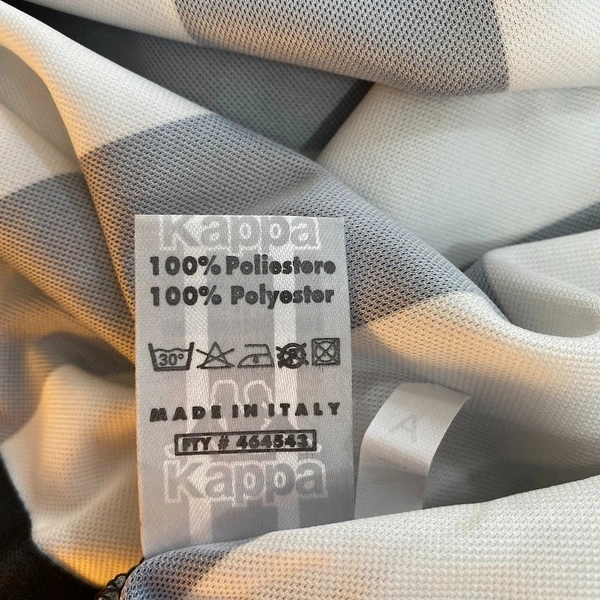 Kappa
100% Poliestere
100% Polyester
30°
MADE IN ITALY
FTY # 464543
Kappa
A